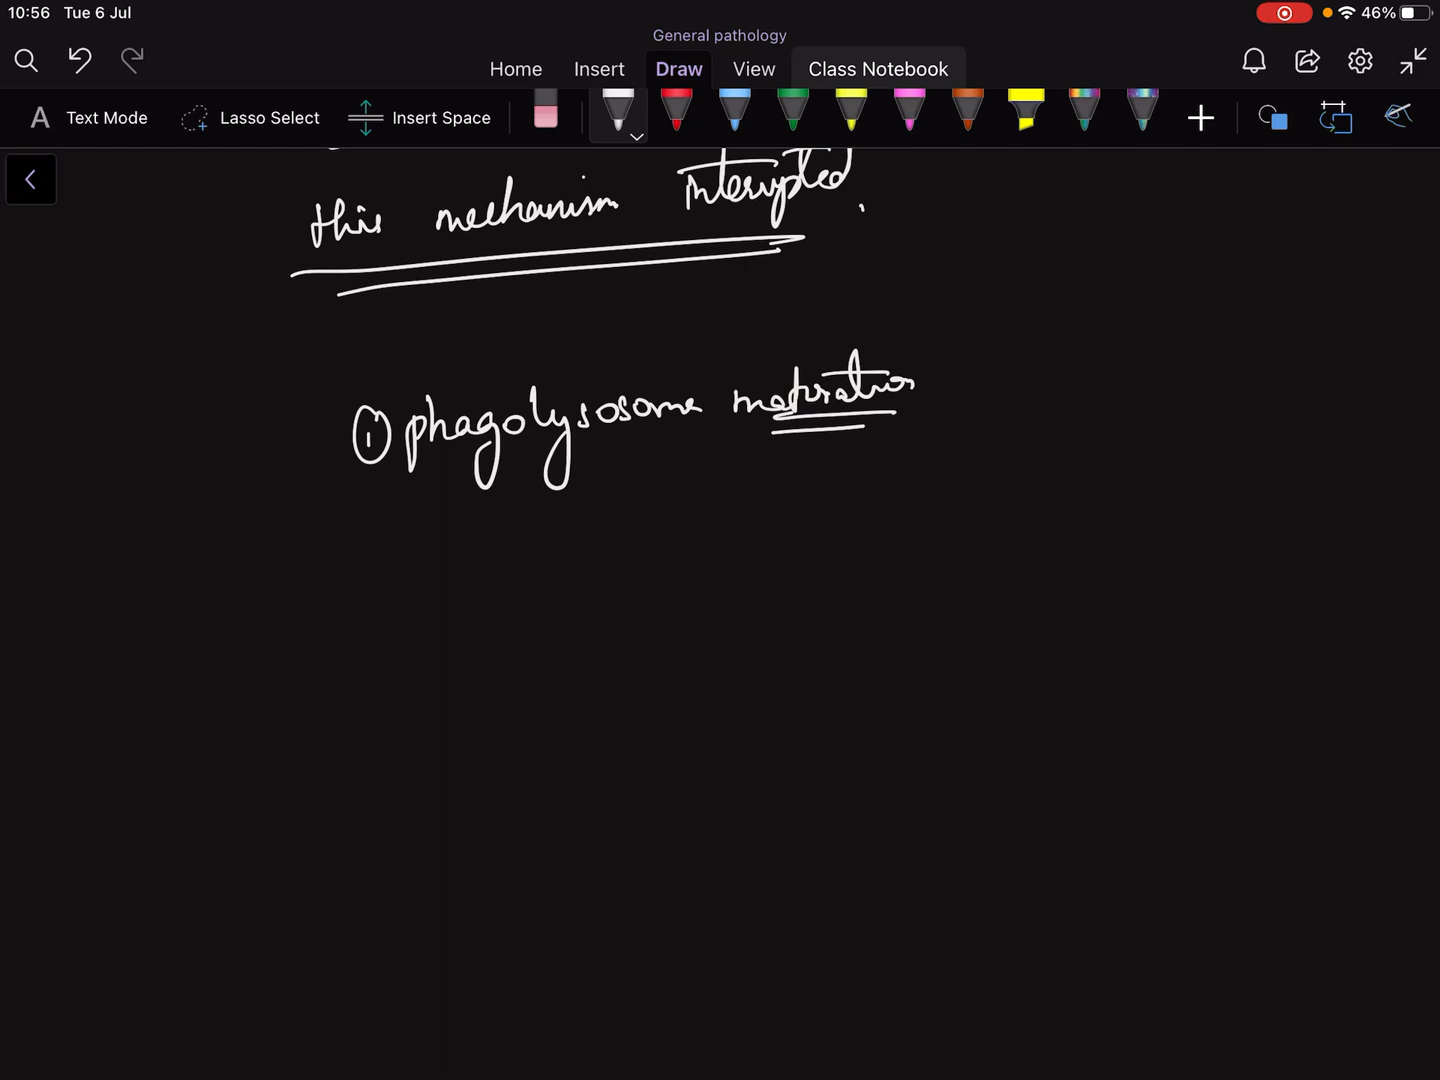 10:56 Tue 6 Jul
46%
General pathology
Home Insert Draw View Class Notebook
A Text Mode Lasso Select Insert Space
this mechanism interupted.
① phagolysosome maturation